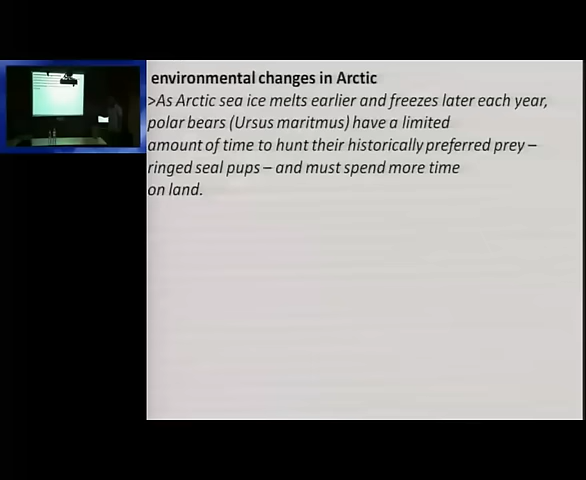 environmental changes in Arctic
>As Arctic sea ice melts earlier and freezes later each year,
polar bears (Ursus maritmus) have a limited
amount of time to hunt their historically preferred prey –
ringed seal pups – and must spend more time
on land.